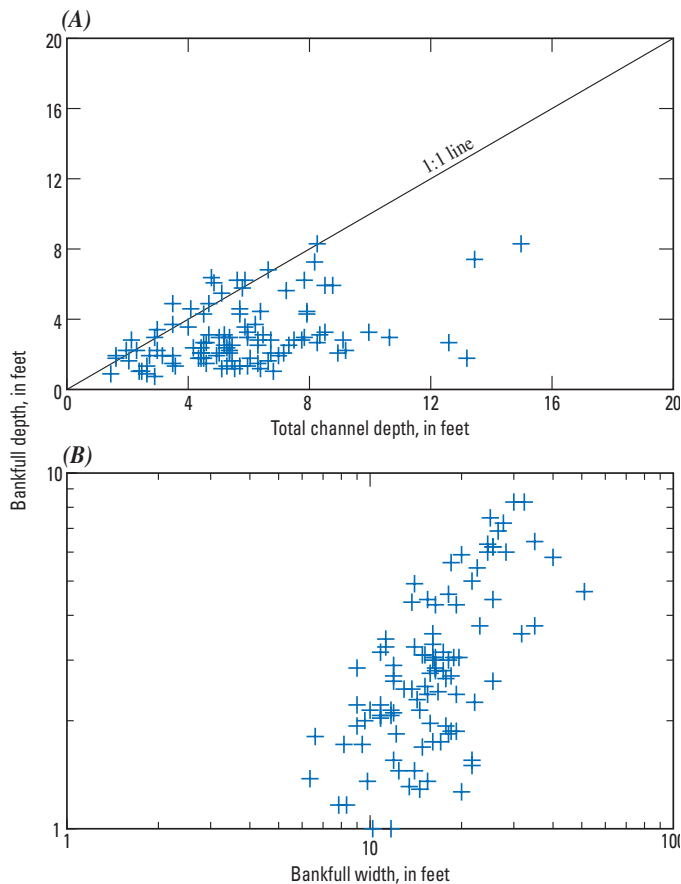 (A)
20
16
12
8
4
0
0 4 8 12 16 20
1:1 line
Total channel depth, in feet
Bankfull depth, in feet
(B)
10
1
1 10 100
Bankfull width, in feet